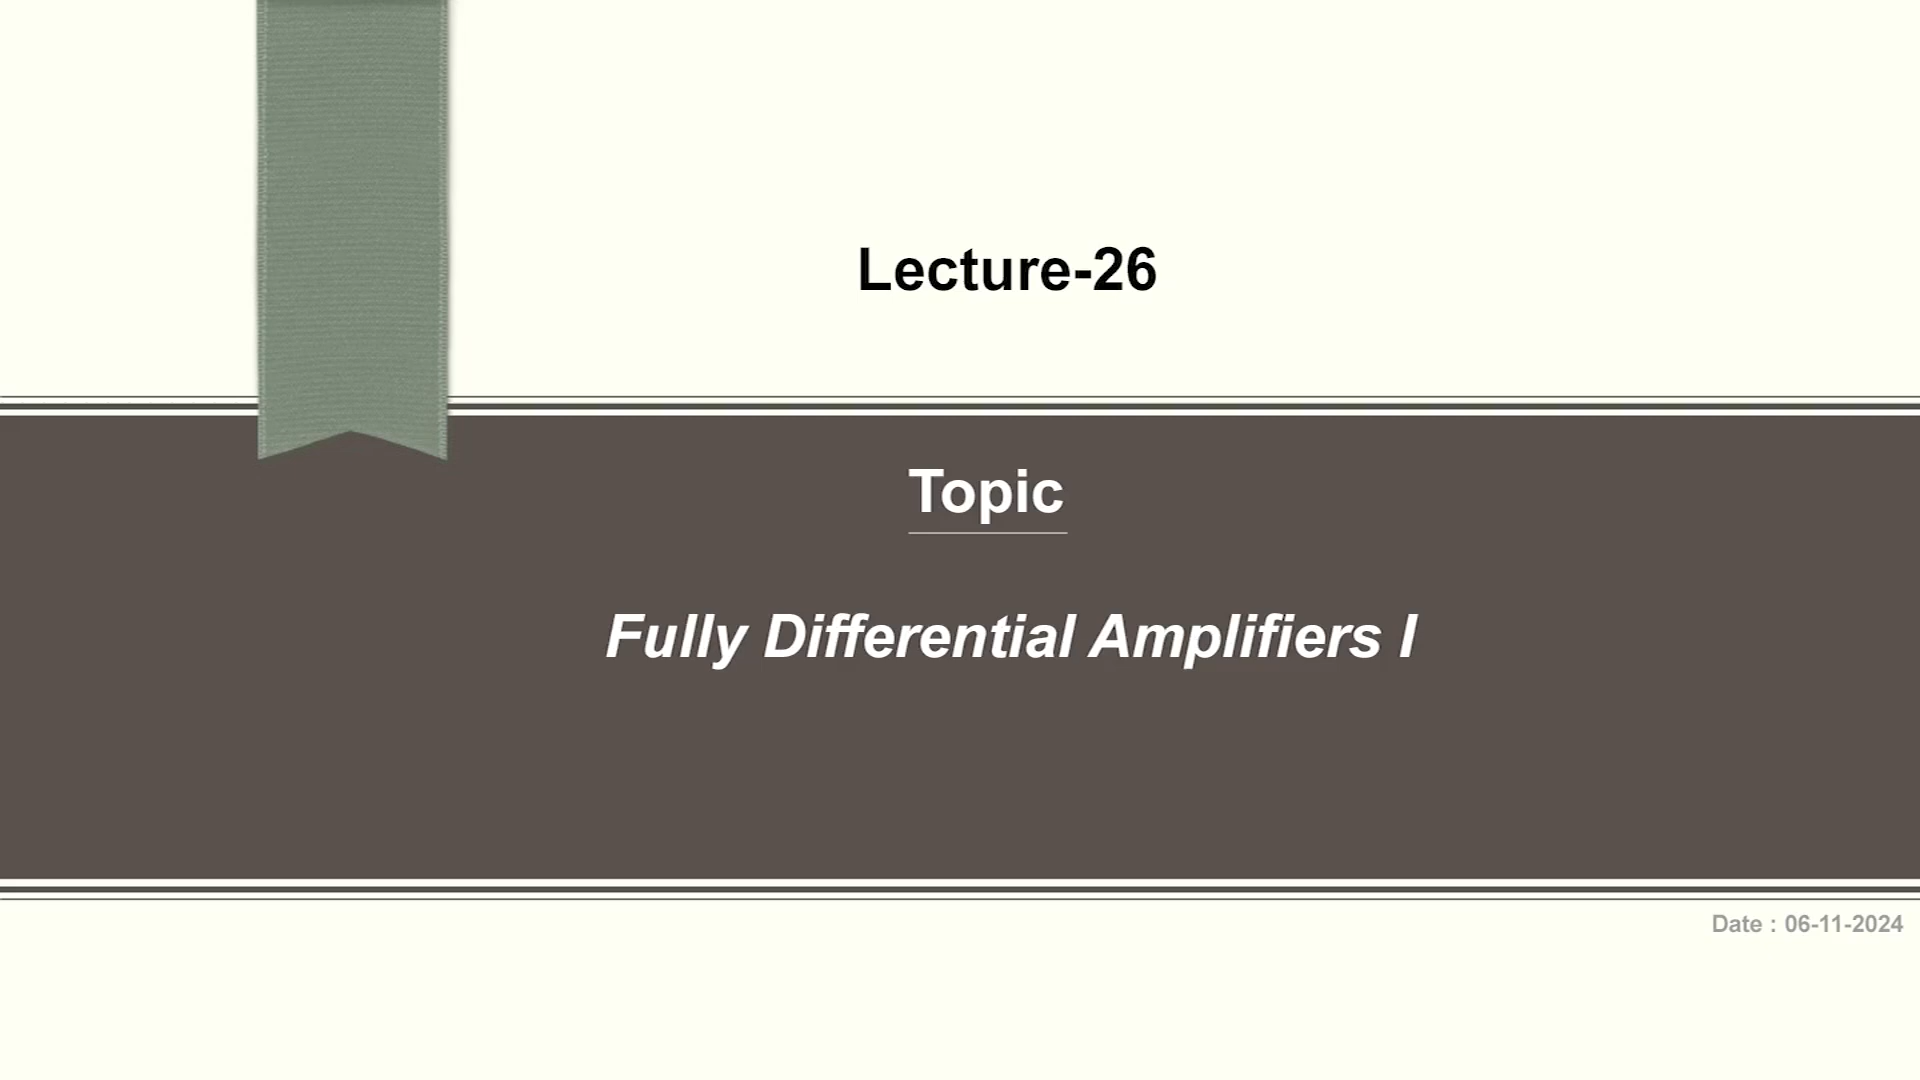 Lecture-26
Topic
Fully Differential Amplifiers I
Date : 06-11-2024